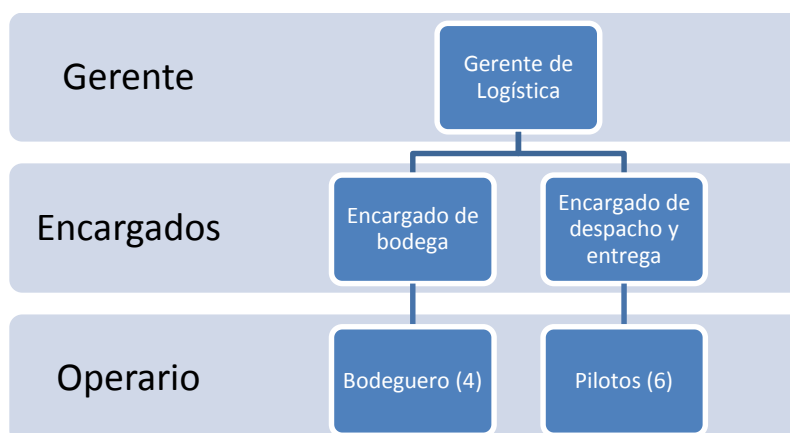 Gerente
Gerente de
Logística
Encargados
Encargado de
bodega
Encargado de
despacho y
entrega
Operario
Bodeguero (4)
Pilotos (6)